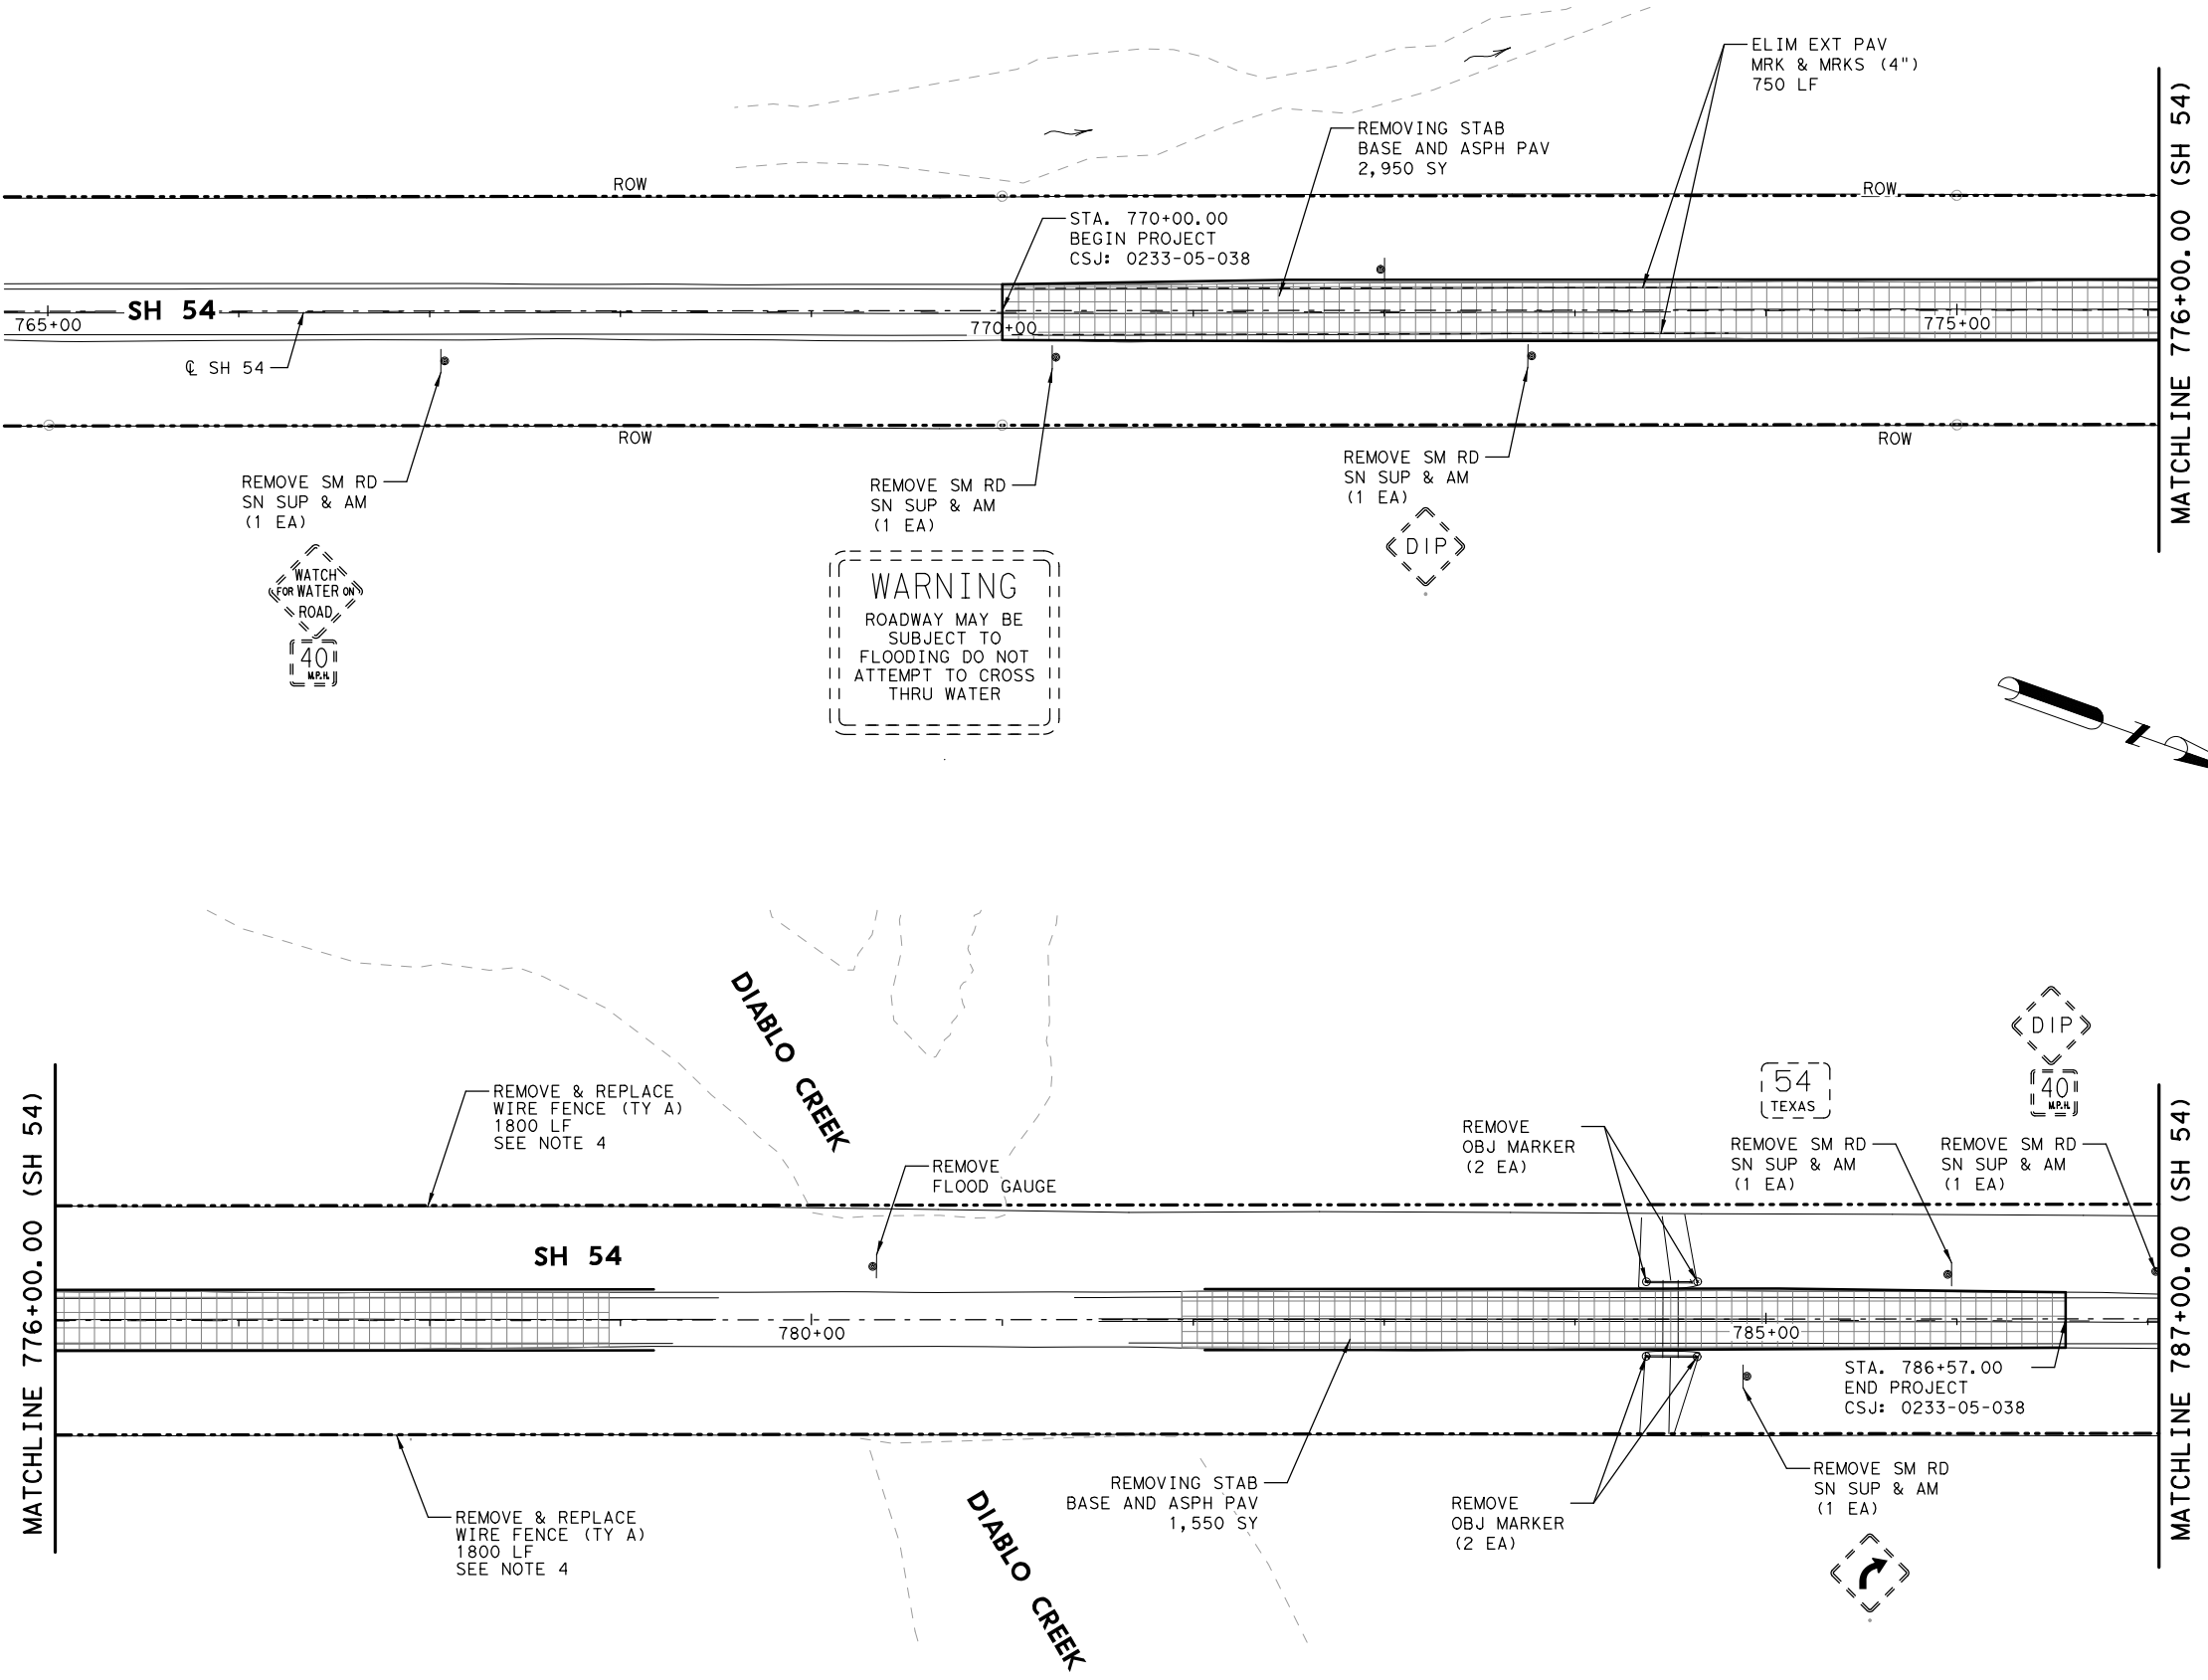 ELIM EXT PAV
MRK & MRKS (4")
750 LF
REMOVING STAB
BASE AND ASPH PAV
2,950 SY
ROW
ROW
STA. 770+00.00
BEGIN PROJECT
CSJ: 0233-05-038
SH 54
765+00
770+00
775+00
℄ SH 54
ROW
ROW
MATCHLINE 776+00.00 (SH 54)
REMOVE SM RD
SN SUP & AM
(1 EA)
REMOVE SM RD
SN SUP & AM
(1 EA)
REMOVE SM RD
SN SUP & AM
(1 EA)
WATCH
FOR WATER ON
ROAD
40
M.P.H.
WARNING
ROADWAY MAY BE
SUBJECT TO
FLOODING DO NOT
ATTEMPT TO CROSS
THRU WATER
DIP
Z
MATCHLINE 776+00.00 (SH 54)
REMOVE & REPLACE
WIRE FENCE (TY A)
1800 LF
SEE NOTE 4
DIABLO CREEK
REMOVE
FLOOD GAUGE
SH 54
REMOVE
OBJ MARKER
(2 EA)
54
TEXAS
REMOVE SM RD
SN SUP & AM
(1 EA)
DIP
40
M.P.H.
REMOVE SM RD
SN SUP & AM
(1 EA)
780+00
785+00
STA. 786+57.00
END PROJECT
CSJ: 0233-05-038
MATCHLINE 787+00.00 (SH 54)
REMOVE & REPLACE
WIRE FENCE (TY A)
1800 LF
SEE NOTE 4
DIABLO CREEK
REMOVING STAB
BASE AND ASPH PAV
1,550 SY
REMOVE
OBJ MARKER
(2 EA)
REMOVE SM RD
SN SUP & AM
(1 EA)